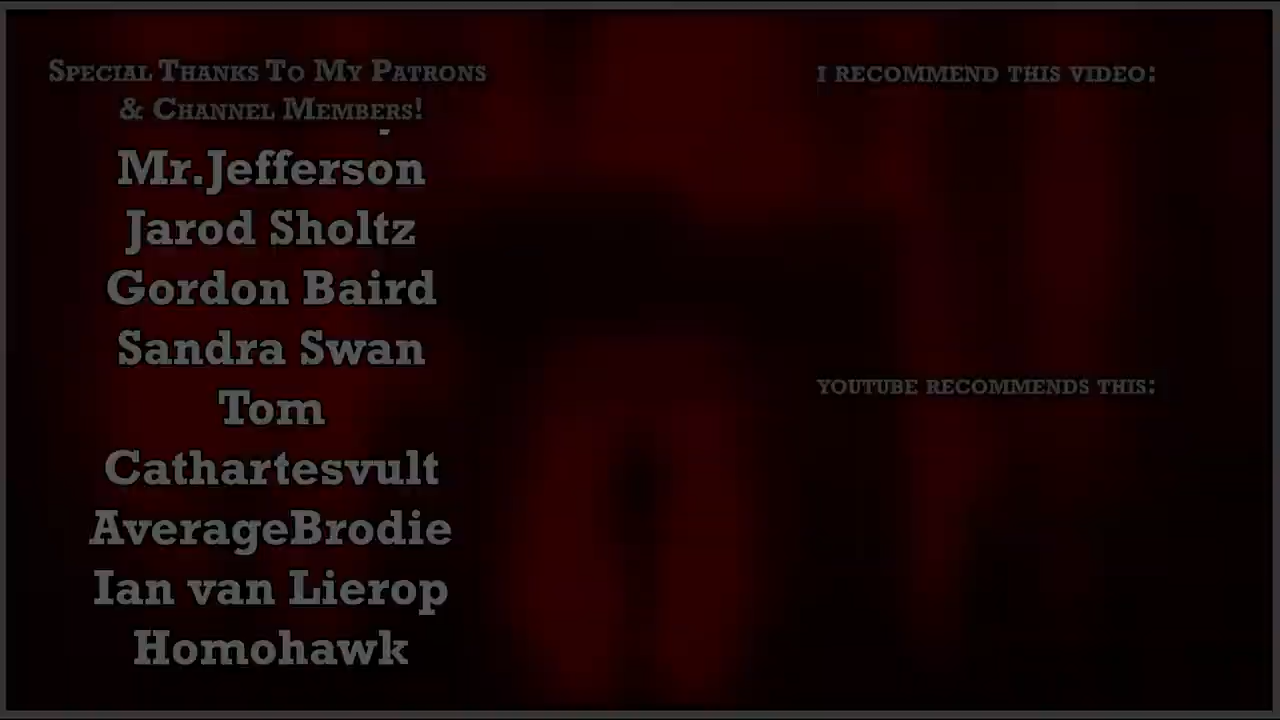 Special Thanks To My Patrons
& Channel Members!
Mr.Jefferson
Jarod Sholtz
Gordon Baird
Sandra Swan
Tom
Cathartesvult
AverageBrodie
Ian van Lierop
Homohawk
I recommend this video:
YouTube recommends this: